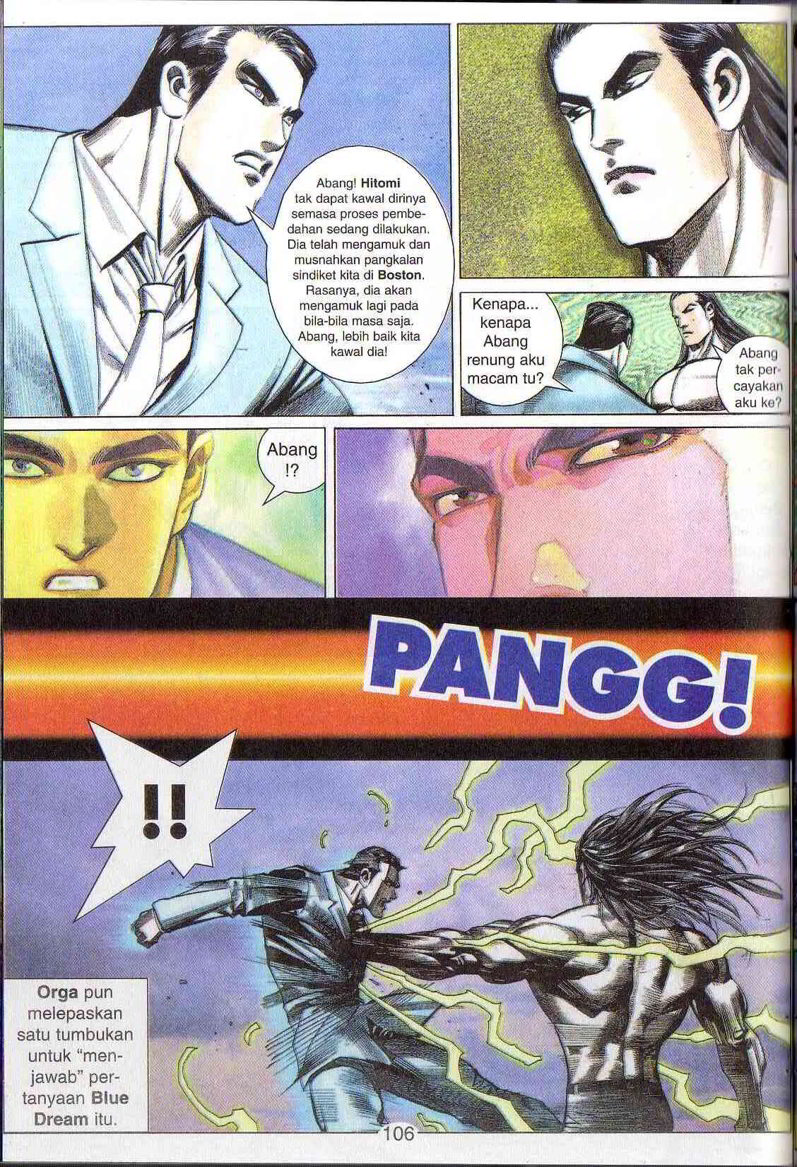 Abang! Hitomi
tak dapat kawal dirinya
semasa proses pembe-
dahan sedang dilakukan.
Dia telah mengamuk dan
musnahkan pangkalan
sindiket kita di Boston.
Rasanya, dia akan
mengamuk lagi pada
bila-bila masa saja.
Abang, lebih baik kita
kawal dia!
Kenapa...
kenapa
Abang
renung aku
macam tu?
Abang
tak per-
cayakan
aku ke?
Abang
!?
PANGG!
!!
Orga pun
melepaskan
satu tumbukan
untuk “men-
jawab” per-
tanyaan Blue
Dream itu.
106